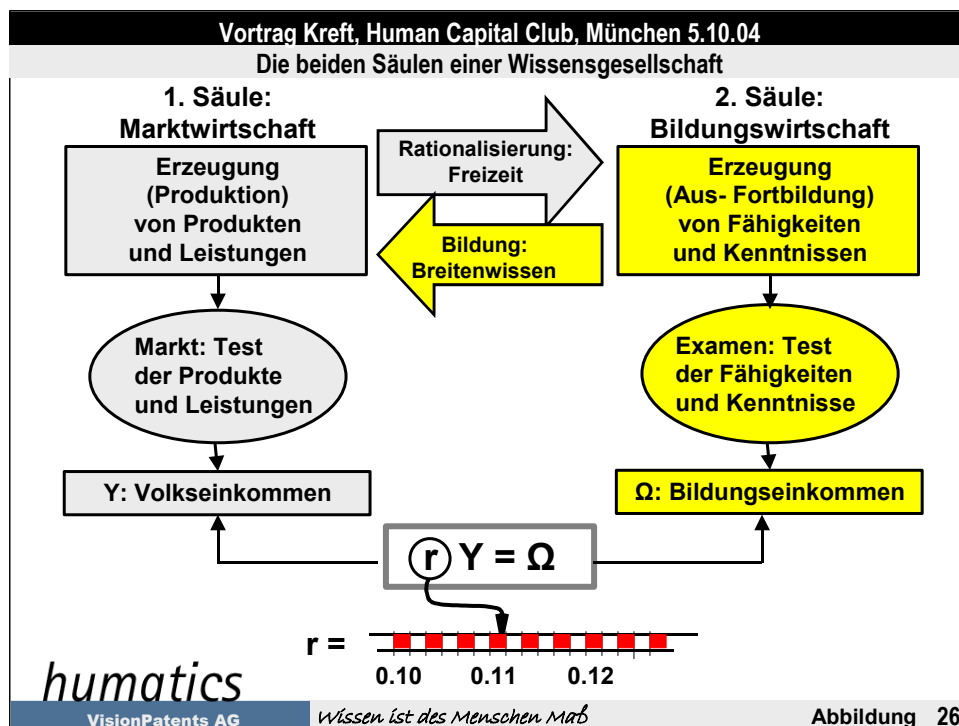 Vortrag Kreft, Human Capital Club, München 5.10.04
Die beiden Säulen einer Wissensgesellschaft
1. Säule:
Marktwirtschaft
2. Säule:
Bildungswirtschaft
Erzeugung
(Produktion)
von Produkten
und Leistungen
Rationalisierung:
Freizeit
Bildung:
Breitenwissen
Erzeugung
(Aus- Fortbildung)
von Fähigkeiten
und Kenntnissen
Markt: Test
der Produkte
und Leistungen
Examen: Test
der Fähigkeiten
und Kenntnisse
Y: Volkseinkommen
Ω: Bildungseinkommen
r Y = Ω
r =
0.10 0.11 0.12
humatics
VisionPatents AG
Wissen ist des Menschen Maß
Abbildung 26